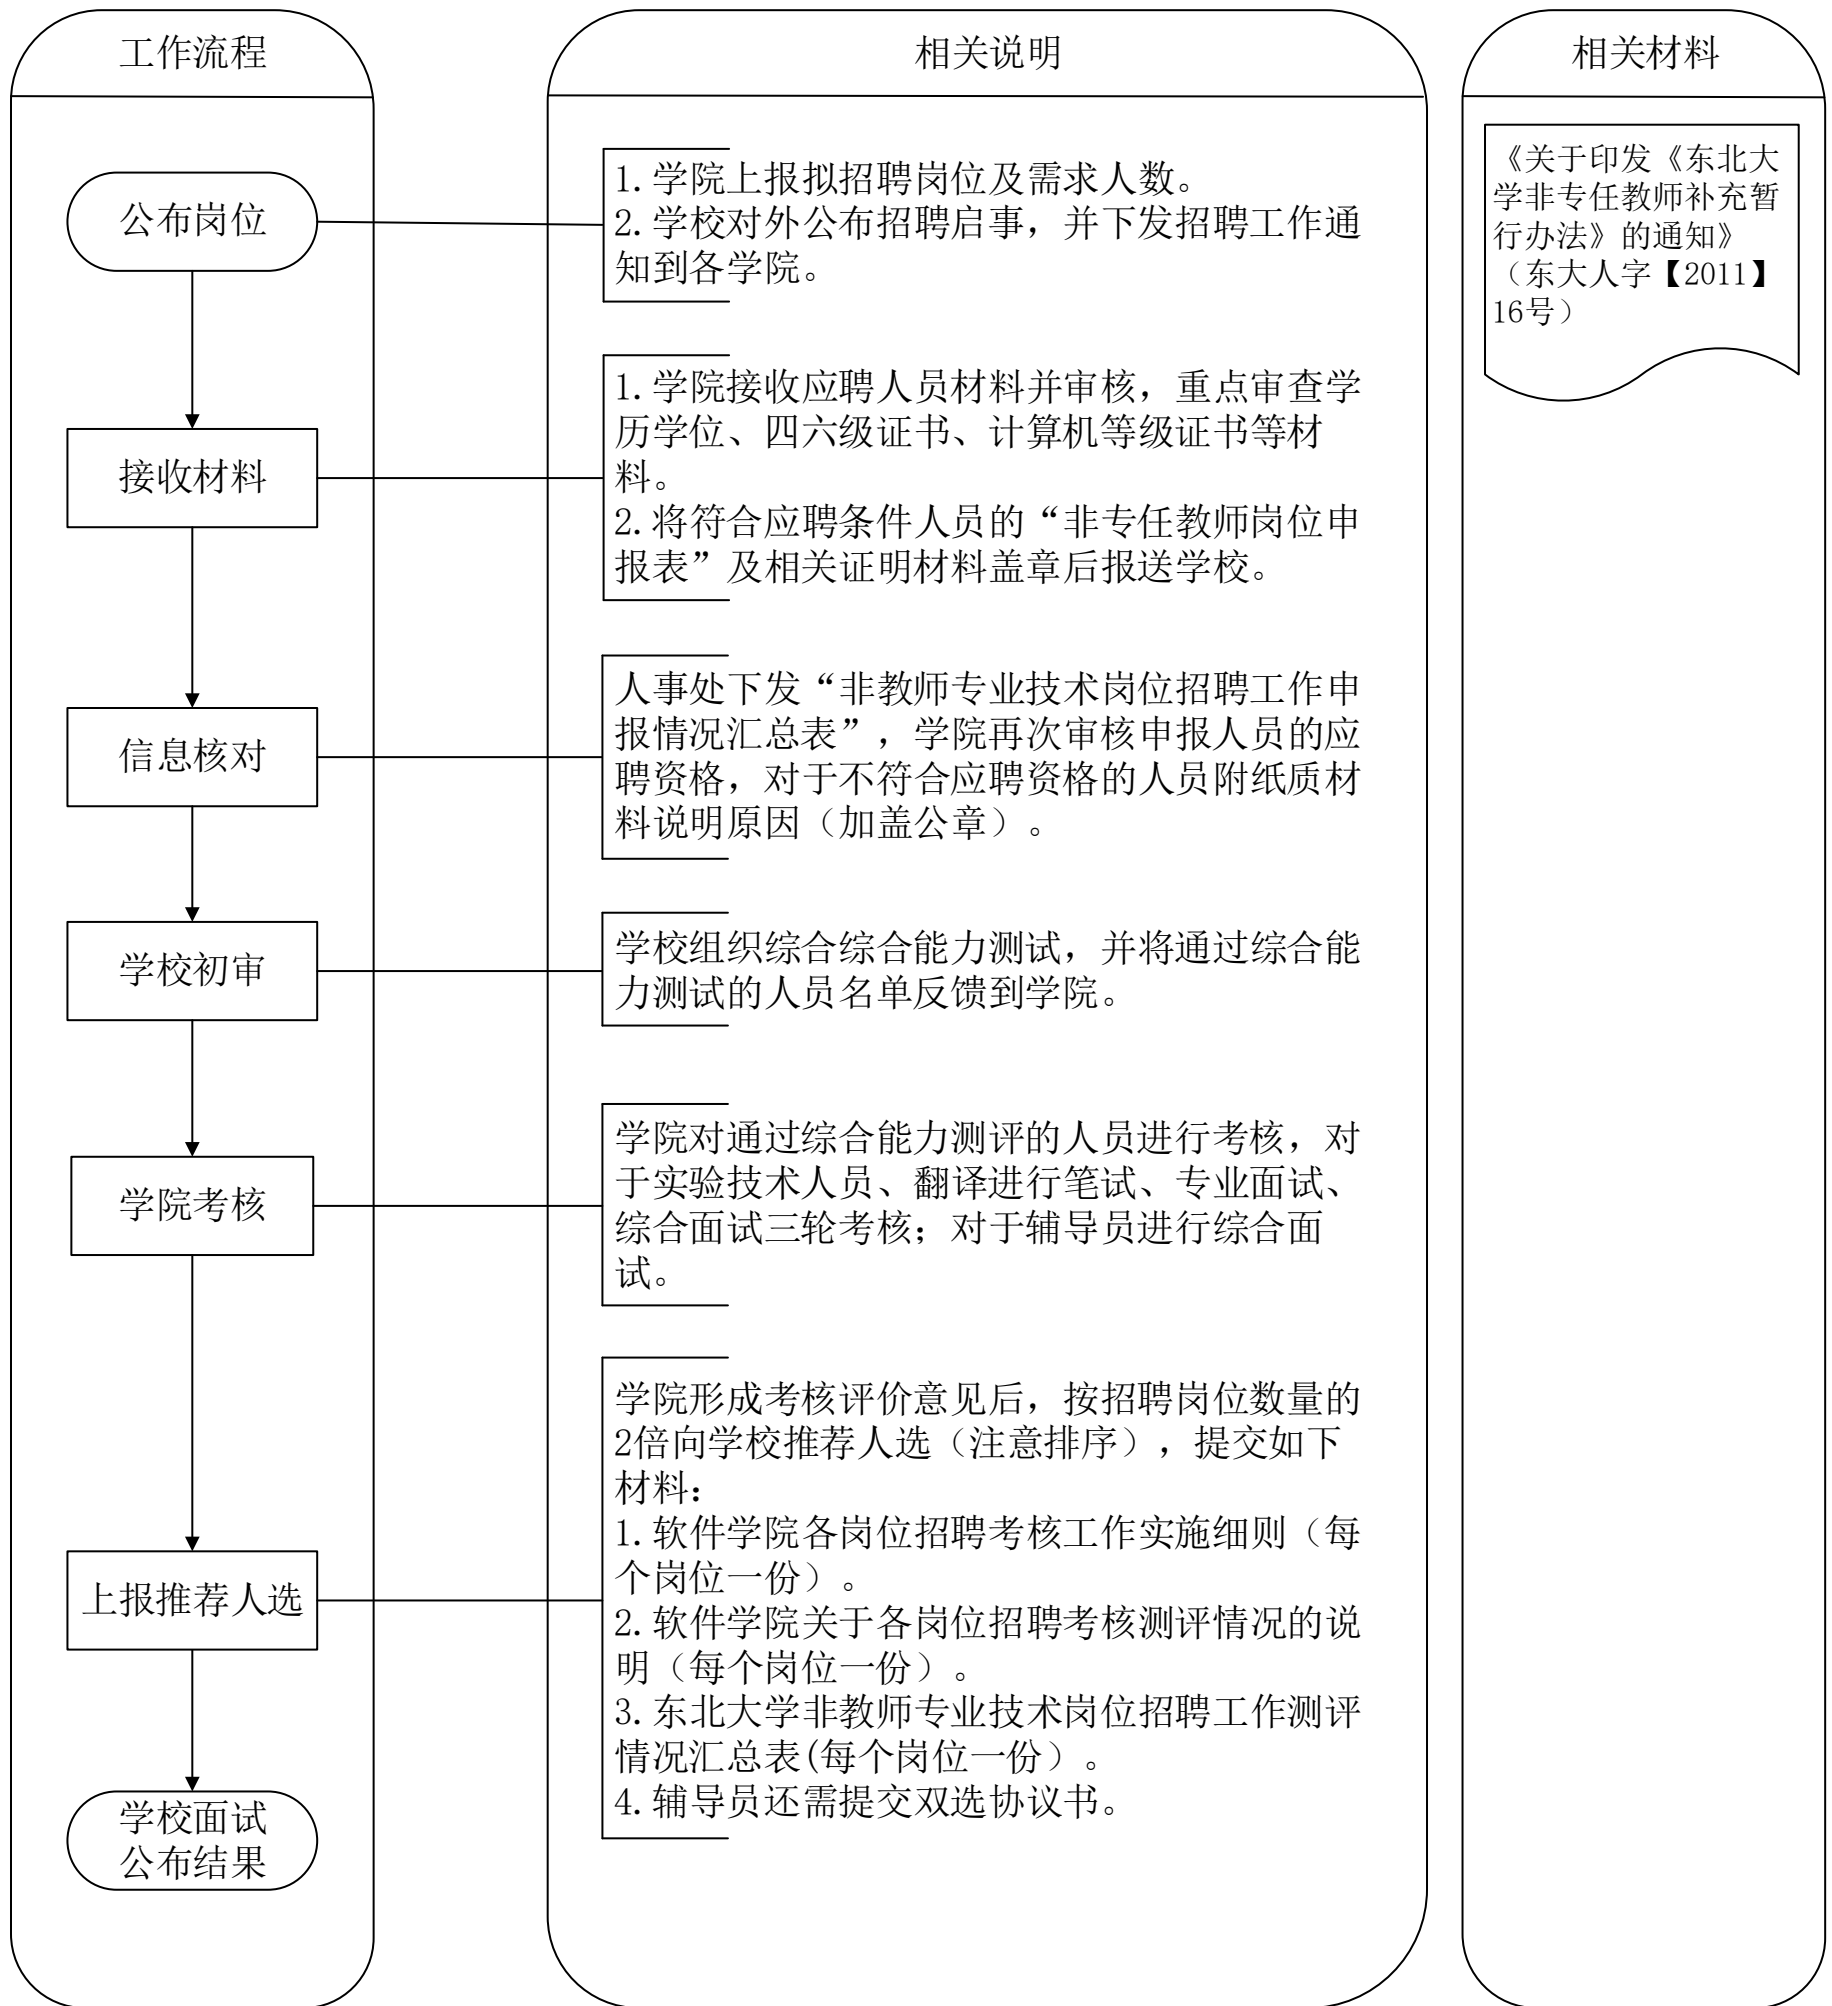 工作流程
公布岗位
接收材料
信息核对
学校初审
学院考核
上报推荐人选
学校面试
公布结果
相关说明
1.学院上报拟招聘岗位及需求人数。
2.学校对外公布招聘启事，并下发招聘工作通
知到各学院。
1.学院接收应聘人员材料并审核，重点审查学
历学位、四六级证书、计算机等级证书等材
料。
2.将符合应聘条件人员的“非专任教师岗位申
报表”及相关证明材料盖章后报送学校。
人事处下发“非教师专业技术岗位招聘工作申
报情况汇总表”，学院再次审核申报人员的应
聘资格，对于不符合应聘资格的人员附纸质材
料说明原因（加盖公章）。
学校组织综合综合能力测试，并将通过综合能
力测试的人员名单反馈到学院。
学院对通过综合能力测评的人员进行考核，对
于实验技术人员、翻译进行笔试、专业面试、
综合面试三轮考核；对于辅导员进行综合面
试。
学院形成考核评价意见后，按招聘岗位数量的
2倍向学校推荐人选（注意排序），提交如下
材料：
1.软件学院各岗位招聘考核工作实施细则（每
个岗位一份）。
2.软件学院关于各岗位招聘考核测评情况的说
明（每个岗位一份）。
3.东北大学非教师专业技术岗位招聘工作测评
情况汇总表(每个岗位一份）。
4.辅导员还需提交双选协议书。
相关材料
《关于印发《东北大
学非专任教师补充暂
行办法》的通知》
（东大人字【2011】
16号）